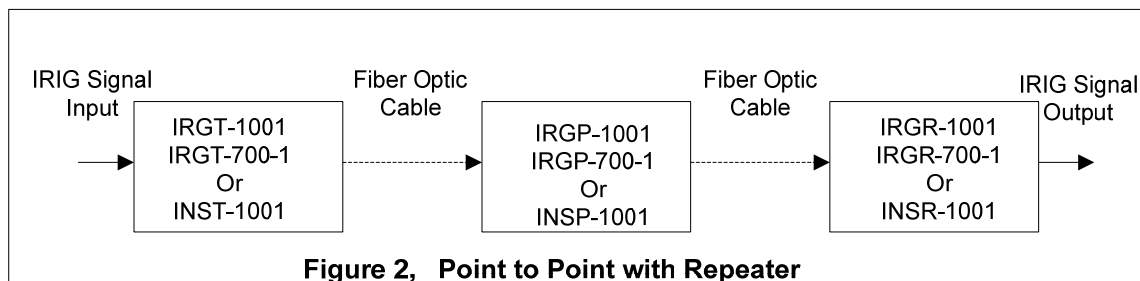 IRIG Signal
Input
Fiber Optic
Cable
Fiber Optic
Cable
IRIG Signal
Output
IRGT-1001
IRGT-700-1
Or
INST-1001
IRGP-1001
IRGP-700-1
Or
INSP-1001
IRGR-1001
IRGR-700-1
Or
INSR-1001
Figure 2, Point to Point with Repeater